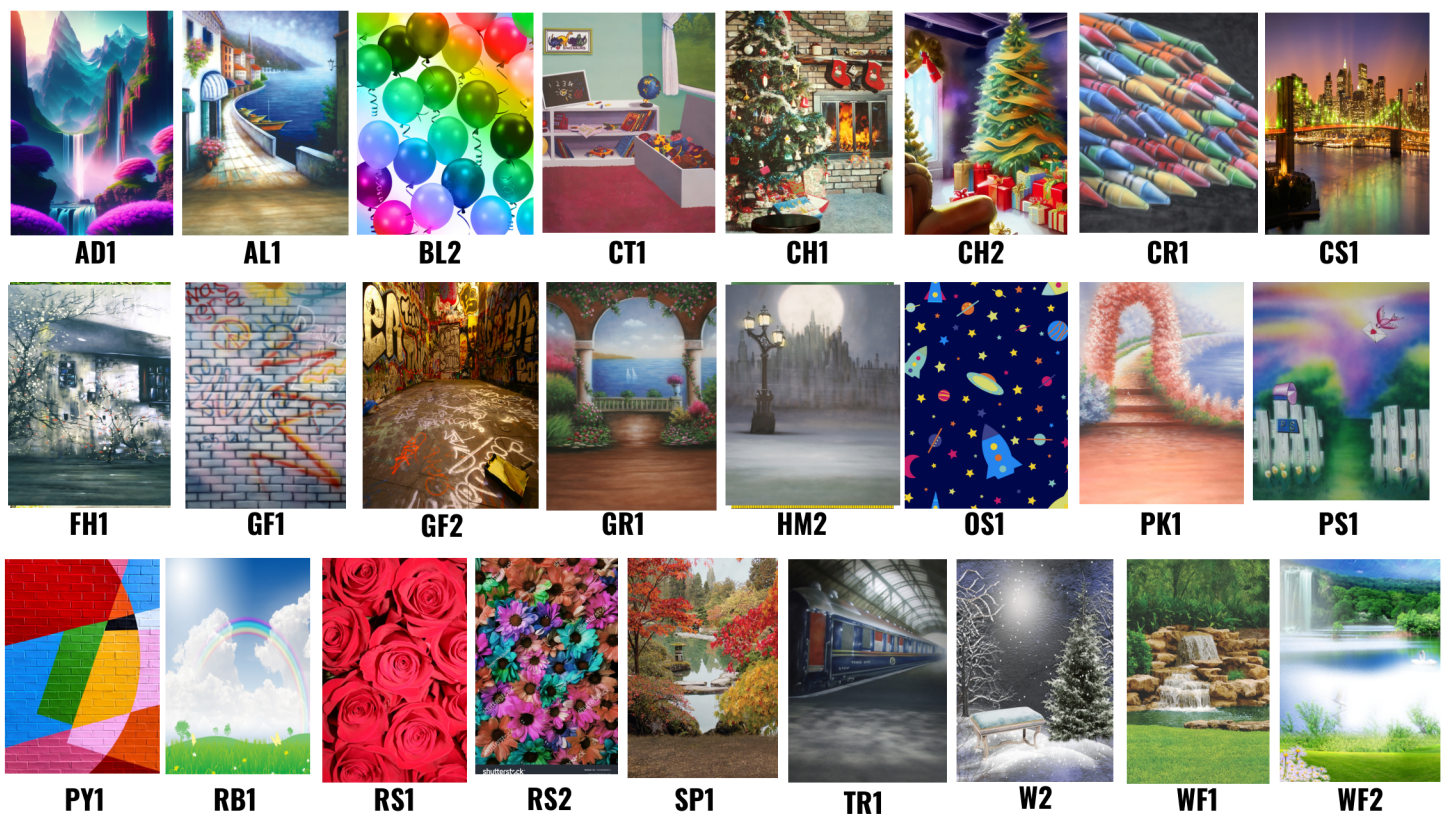 AD1 AL1 BL2 CT1 CH1 CH2 CR1 CS1
FH1 GF1 GF2 GR1 HM2 OS1 PK1 PS1
shutterstock
PY1 RB1 RS1 RS2 SP1 TR1 W2 WF1 WF2